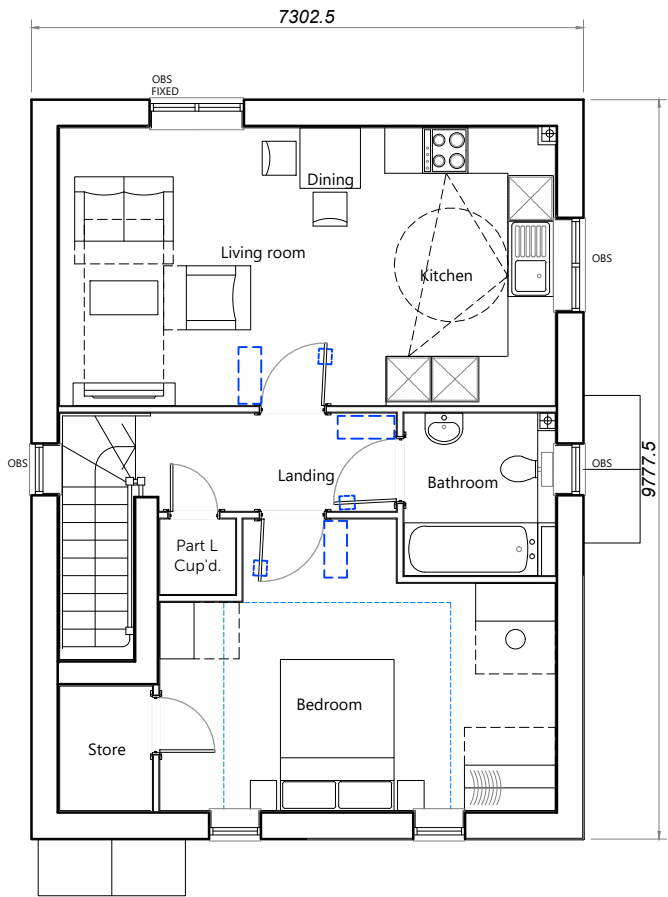 7302.5
OBS
FIXED
Dining
Living room
OBS
Kitchen
OBS
Landing
Bathroom
OBS
9777.5
Part L
Cup'd.
Bedroom
Store